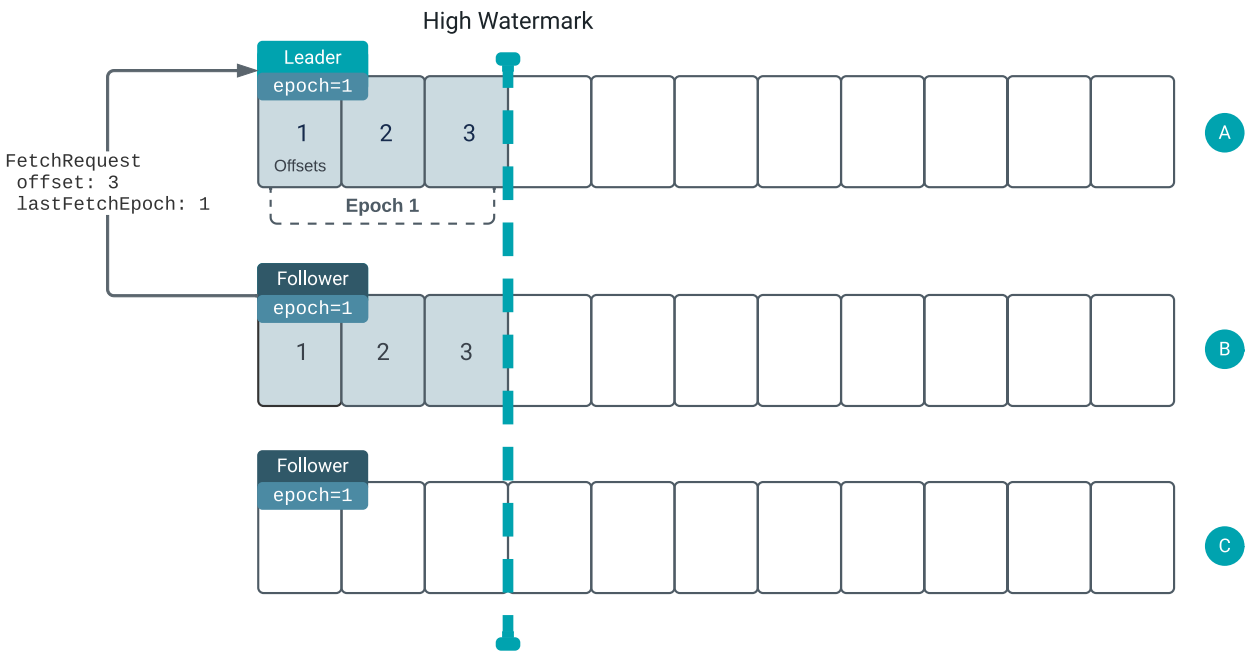 High Watermark
Leader
epoch=1
1
2
3
Offsets
A
FetchRequest
offset: 3
lastFetchEpoch: 1
Epoch 1
Follower
epoch=1
1
2
3
B
Follower
epoch=1
C